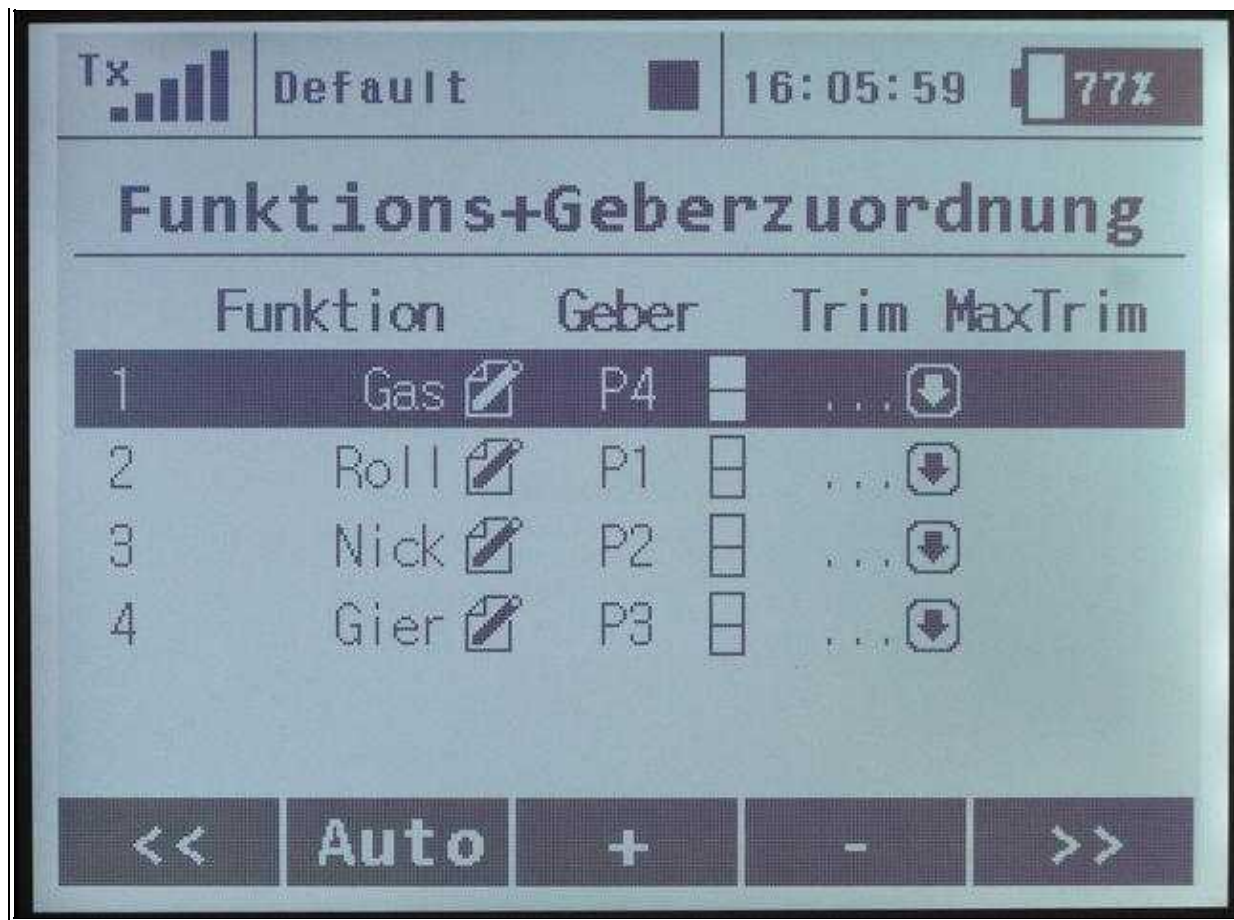 Tx Default 16:05:59 77%
Funktions+Geberzuordnung
Funktion Geber Trim MaxTrim
1 Gas P4 ...
2 Roll P1 ...
3 Nick P2 ...
4 Gier P3 ...
<< Auto + - >>